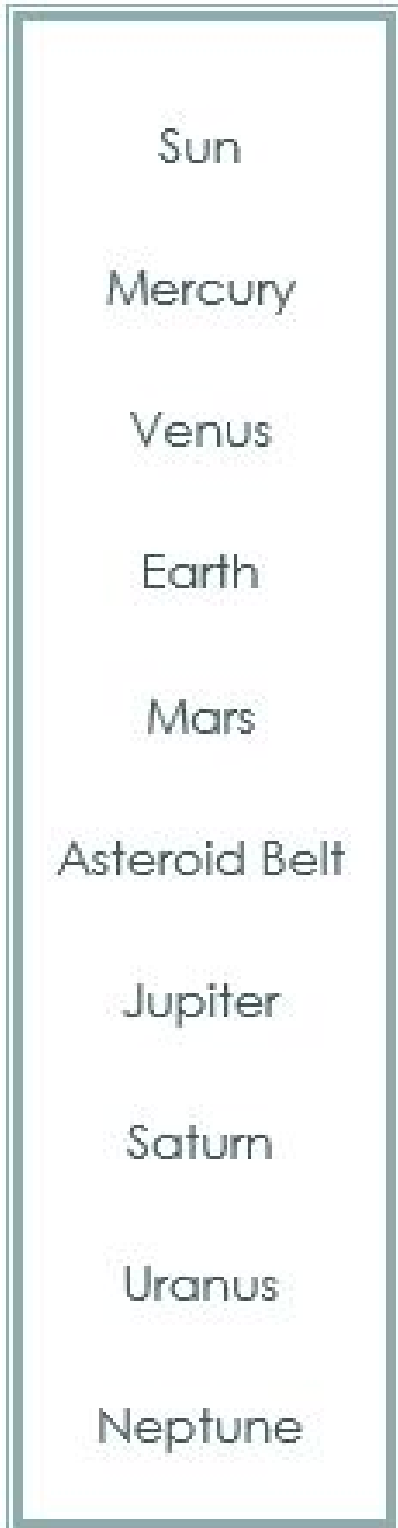 Sun
Mercury
Venus
Earth
Mars
Asteroid Belt
Jupiter
Saturn
Uranus
Neptune